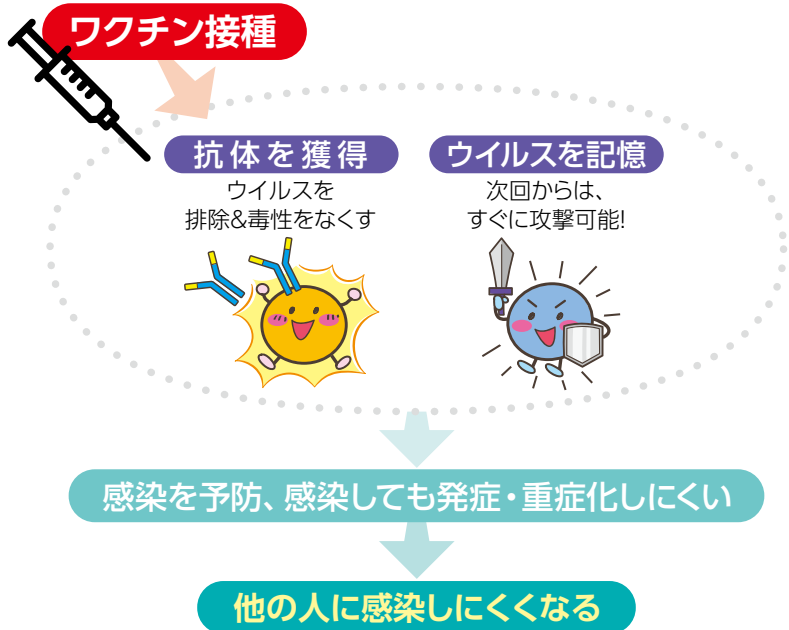 ワクチン接種
抗体を獲得
ウイルスを
排除&毒性をなくす
ウイルスを記憶
次回からは、
すぐに攻撃可能!
感染を予防、感染しても発症・重症化しにくい
他の人に感染しにくくなる